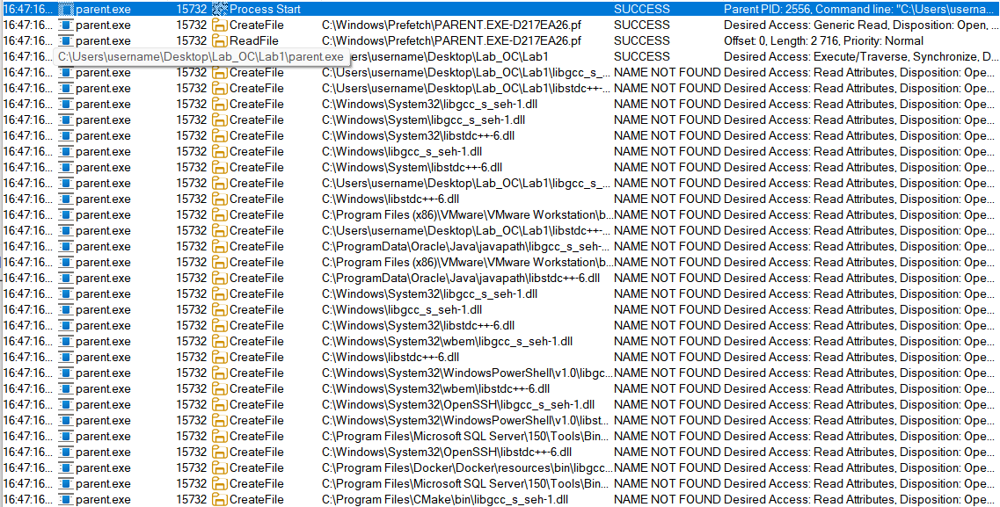 16:47:16... parent.exe 15732 Process Start SUCCESS Parent PID: 2556, Command line: "C:\Users\userna...
16:47:16... parent.exe 15732 CreateFile C:\Windows\Prefetch\PARENT.EXE-D217EA26.pf SUCCESS Desired Access: Generic Read, Disposition: Open, ...
16:47:16... parent.exe 15732 ReadFile C:\Windows\Prefetch\PARENT.EXE-D217EA26.pf SUCCESS Offset: 0, Length: 2 716, Priority: Normal
16:47:16... C:\Users\username\Desktop\Lab_OC\Lab1\parent.exe ers\username\Desktop\Lab_OC\Lab1 SUCCESS Desired Access: Execute/Traverse, Synchronize, D...
16:47:16... parent.exe 15732 CreateFile C:\Users\username\Desktop\Lab_OC\Lab1\libgcc_s_... NAME NOT FOUND Desired Access: Read Attributes, Disposition: Ope...
16:47:16... parent.exe 15732 CreateFile C:\Users\username\Desktop\Lab_OC\Lab1\libstdc++-... NAME NOT FOUND Desired Access: Read Attributes, Disposition: Ope...
16:47:16... parent.exe 15732 CreateFile C:\Windows\System32\libgcc_s_seh-1.dll NAME NOT FOUND Desired Access: Read Attributes, Disposition: Ope...
16:47:16... parent.exe 15732 CreateFile C:\Windows\System\libgcc_s_seh-1.dll NAME NOT FOUND Desired Access: Read Attributes, Disposition: Ope...
16:47:16... parent.exe 15732 CreateFile C:\Windows\System32\libstdc++-6.dll NAME NOT FOUND Desired Access: Read Attributes, Disposition: Ope...
16:47:16... parent.exe 15732 CreateFile C:\Windows\libgcc_s_seh-1.dll NAME NOT FOUND Desired Access: Read Attributes, Disposition: Ope...
16:47:16... parent.exe 15732 CreateFile C:\Windows\System\libstdc++-6.dll NAME NOT FOUND Desired Access: Read Attributes, Disposition: Ope...
16:47:16... parent.exe 15732 CreateFile C:\Users\username\Desktop\Lab_OC\Lab1\libgcc_s_... NAME NOT FOUND Desired Access: Read Attributes, Disposition: Ope...
16:47:16... parent.exe 15732 CreateFile C:\Windows\libstdc++-6.dll NAME NOT FOUND Desired Access: Read Attributes, Disposition: Ope...
16:47:16... parent.exe 15732 CreateFile C:\Program Files (x86)\VMware\VMware Workstation\b... NAME NOT FOUND Desired Access: Read Attributes, Disposition: Ope...
16:47:16... parent.exe 15732 CreateFile C:\Users\username\Desktop\Lab_OC\Lab1\libstdc++-... NAME NOT FOUND Desired Access: Read Attributes, Disposition: Ope...
16:47:16... parent.exe 15732 CreateFile C:\ProgramData\Oracle\Java\javapath\libgcc_s_seh-... NAME NOT FOUND Desired Access: Read Attributes, Disposition: Ope...
16:47:16... parent.exe 15732 CreateFile C:\Program Files (x86)\VMware\VMware Workstation\b... NAME NOT FOUND Desired Access: Read Attributes, Disposition: Ope...
16:47:16... parent.exe 15732 CreateFile C:\ProgramData\Oracle\Java\javapath\libstdc++-6.dll NAME NOT FOUND Desired Access: Read Attributes, Disposition: Ope...
16:47:16... parent.exe 15732 CreateFile C:\Windows\System32\libgcc_s_seh-1.dll NAME NOT FOUND Desired Access: Read Attributes, Disposition: Ope...
16:47:16... parent.exe 15732 CreateFile C:\Windows\libgcc_s_seh-1.dll NAME NOT FOUND Desired Access: Read Attributes, Disposition: Ope...
16:47:16... parent.exe 15732 CreateFile C:\Windows\System32\libstdc++-6.dll NAME NOT FOUND Desired Access: Read Attributes, Disposition: Ope...
16:47:16... parent.exe 15732 CreateFile C:\Windows\System32\wbem\libgcc_s_seh-1.dll NAME NOT FOUND Desired Access: Read Attributes, Disposition: Ope...
16:47:16... parent.exe 15732 CreateFile C:\Windows\libstdc++-6.dll NAME NOT FOUND Desired Access: Read Attributes, Disposition: Ope...
16:47:16... parent.exe 15732 CreateFile C:\Windows\System32\WindowsPowerShell\v1.0\libgc... NAME NOT FOUND Desired Access: Read Attributes, Disposition: Ope...
16:47:16... parent.exe 15732 CreateFile C:\Windows\System32\wbem\libstdc++-6.dll NAME NOT FOUND Desired Access: Read Attributes, Disposition: Ope...
16:47:16... parent.exe 15732 CreateFile C:\Windows\System32\OpenSSH\libgcc_s_seh-1.dll NAME NOT FOUND Desired Access: Read Attributes, Disposition: Ope...
16:47:16... parent.exe 15732 CreateFile C:\Windows\System32\WindowsPowerShell\v1.0\libst... NAME NOT FOUND Desired Access: Read Attributes, Disposition: Ope...
16:47:16... parent.exe 15732 CreateFile C:\Program Files\Microsoft SQL Server\150\Tools\Bin... NAME NOT FOUND Desired Access: Read Attributes, Disposition: Ope...
16:47:16... parent.exe 15732 CreateFile C:\Windows\System32\OpenSSH\libstdc++-6.dll NAME NOT FOUND Desired Access: Read Attributes, Disposition: Ope...
16:47:16... parent.exe 15732 CreateFile C:\Program Files\Docker\Docker\resources\bin\libgcc... NAME NOT FOUND Desired Access: Read Attributes, Disposition: Ope...
16:47:16... parent.exe 15732 CreateFile C:\Program Files\Microsoft SQL Server\150\Tools\Bin... NAME NOT FOUND Desired Access: Read Attributes, Disposition: Ope...
16:47:16... parent.exe 15732 CreateFile C:\Program Files\CMake\bin\libgcc_s_seh-1.dll NAME NOT FOUND Desired Access: Read Attributes, Disposition: Ope...